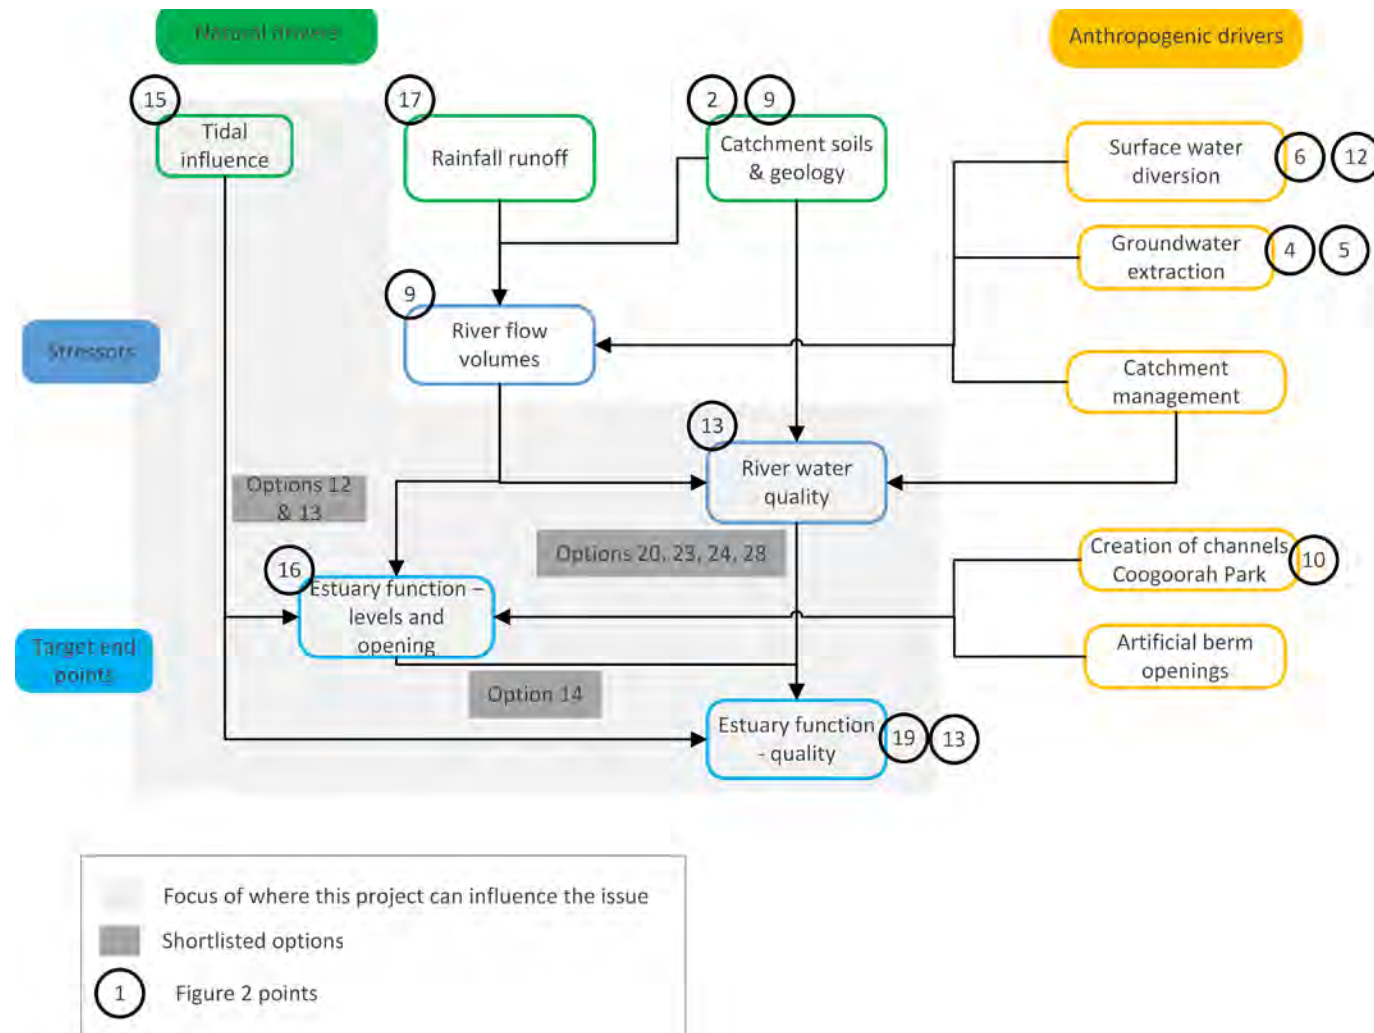 Natural drivers
Anthropogenic drivers
15
17
2
9
Tidal
influence
Rainfall runoff
Catchment soils
& geology
Surface water
diversion
6
12
Groundwater
extraction
4
5
9
River flow
volumes
Stressors
Catchment
management
13
River water
quality
Options 12
& 13
Options 20, 23, 24, 28
Creation of channels
Coogoorah Park
10
16
Estuary function –
levels and
opening
Target end
points
Artificial berm
openings
Option 14
Estuary function
- quality
19
13
Focus of where this project can influence the issue
Shortlisted options
1
Figure 2 points